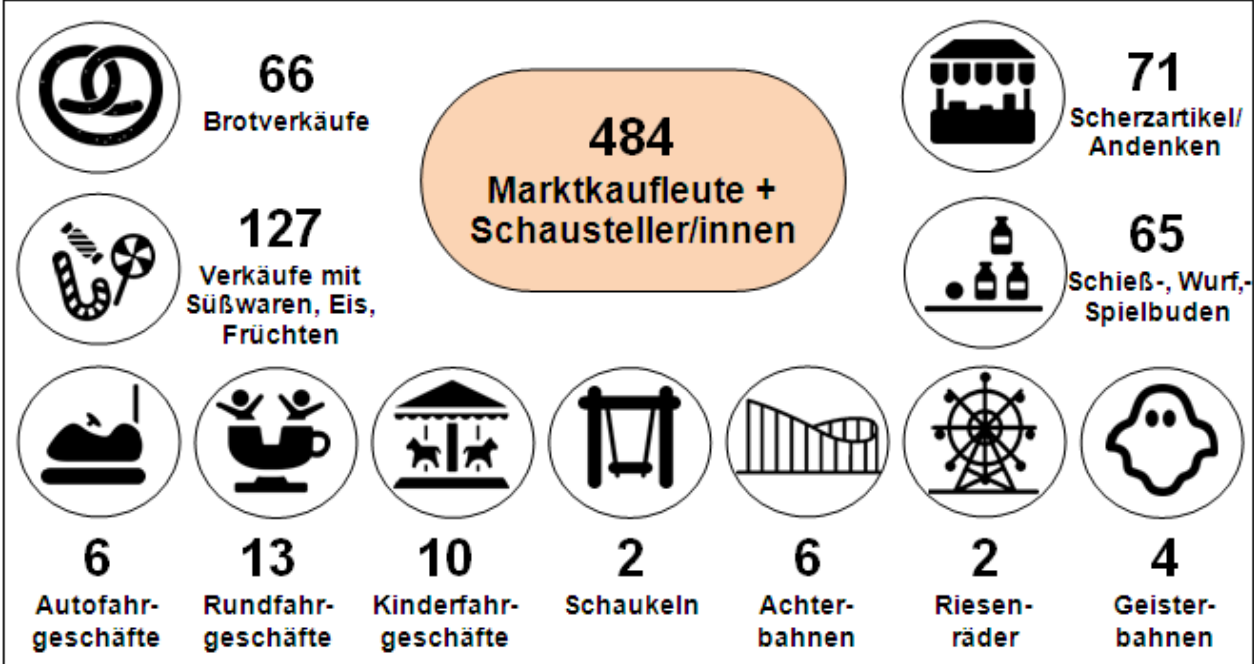 66
Brotverkäufe
484
Marktkaufleute +
Schausteller/innen
71
Scherzartikel/
Andenken
127
Verkäufe mit
Süßwaren, Eis,
Früchten
65
Schieß-, Wurf,-
Spielbuden
6
Autofahr-
geschäfte
13
Rundfahr-
geschäfte
10
Kinderfahr-
geschäfte
2
Schaukeln
6
Achter-
bahnen
2
Riesen-
räder
4
Geister-
bahnen